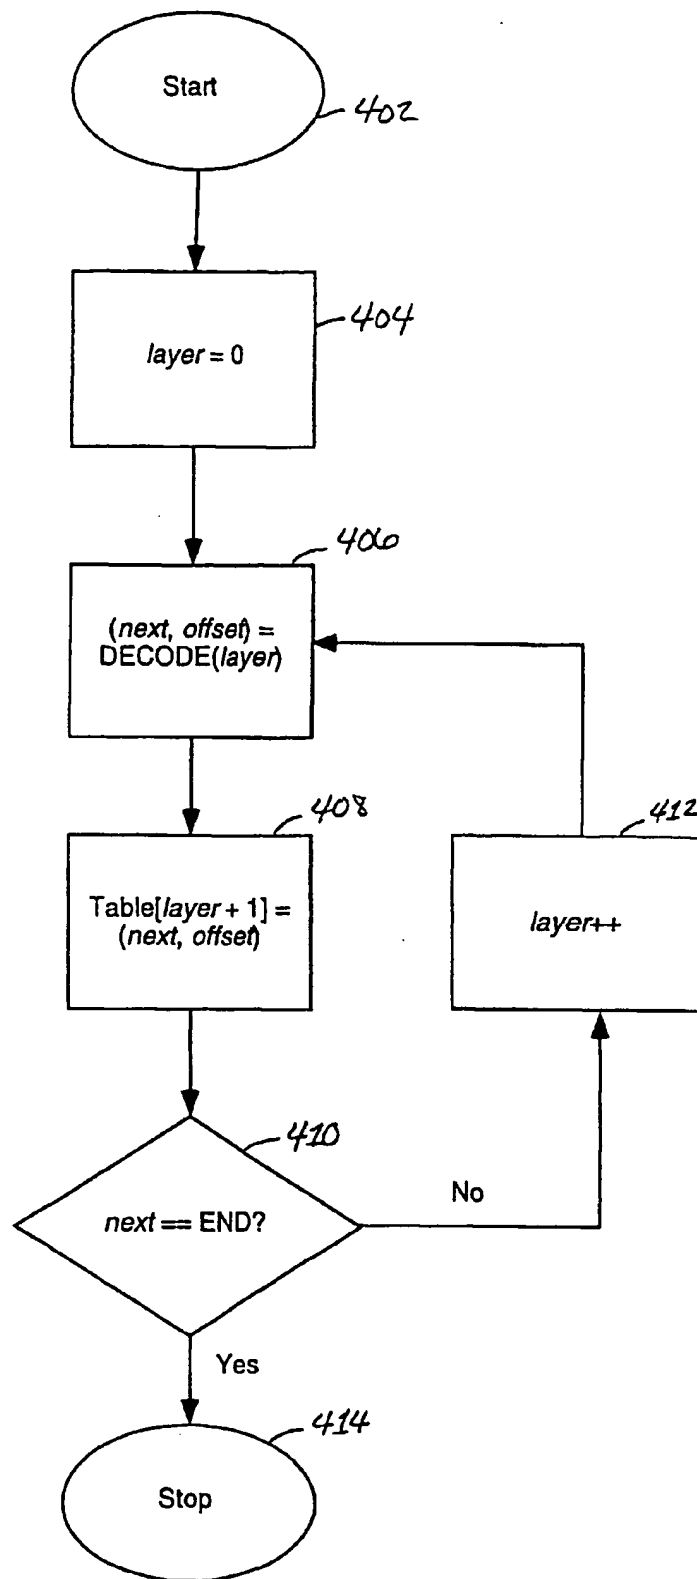 Start
402
layer = 0
404
406
(next, offset) =
DECODE(layer)
408
Table[layer + 1] =
(next, offset)
412
layer++
410
next == END?
No
Yes
414
Stop